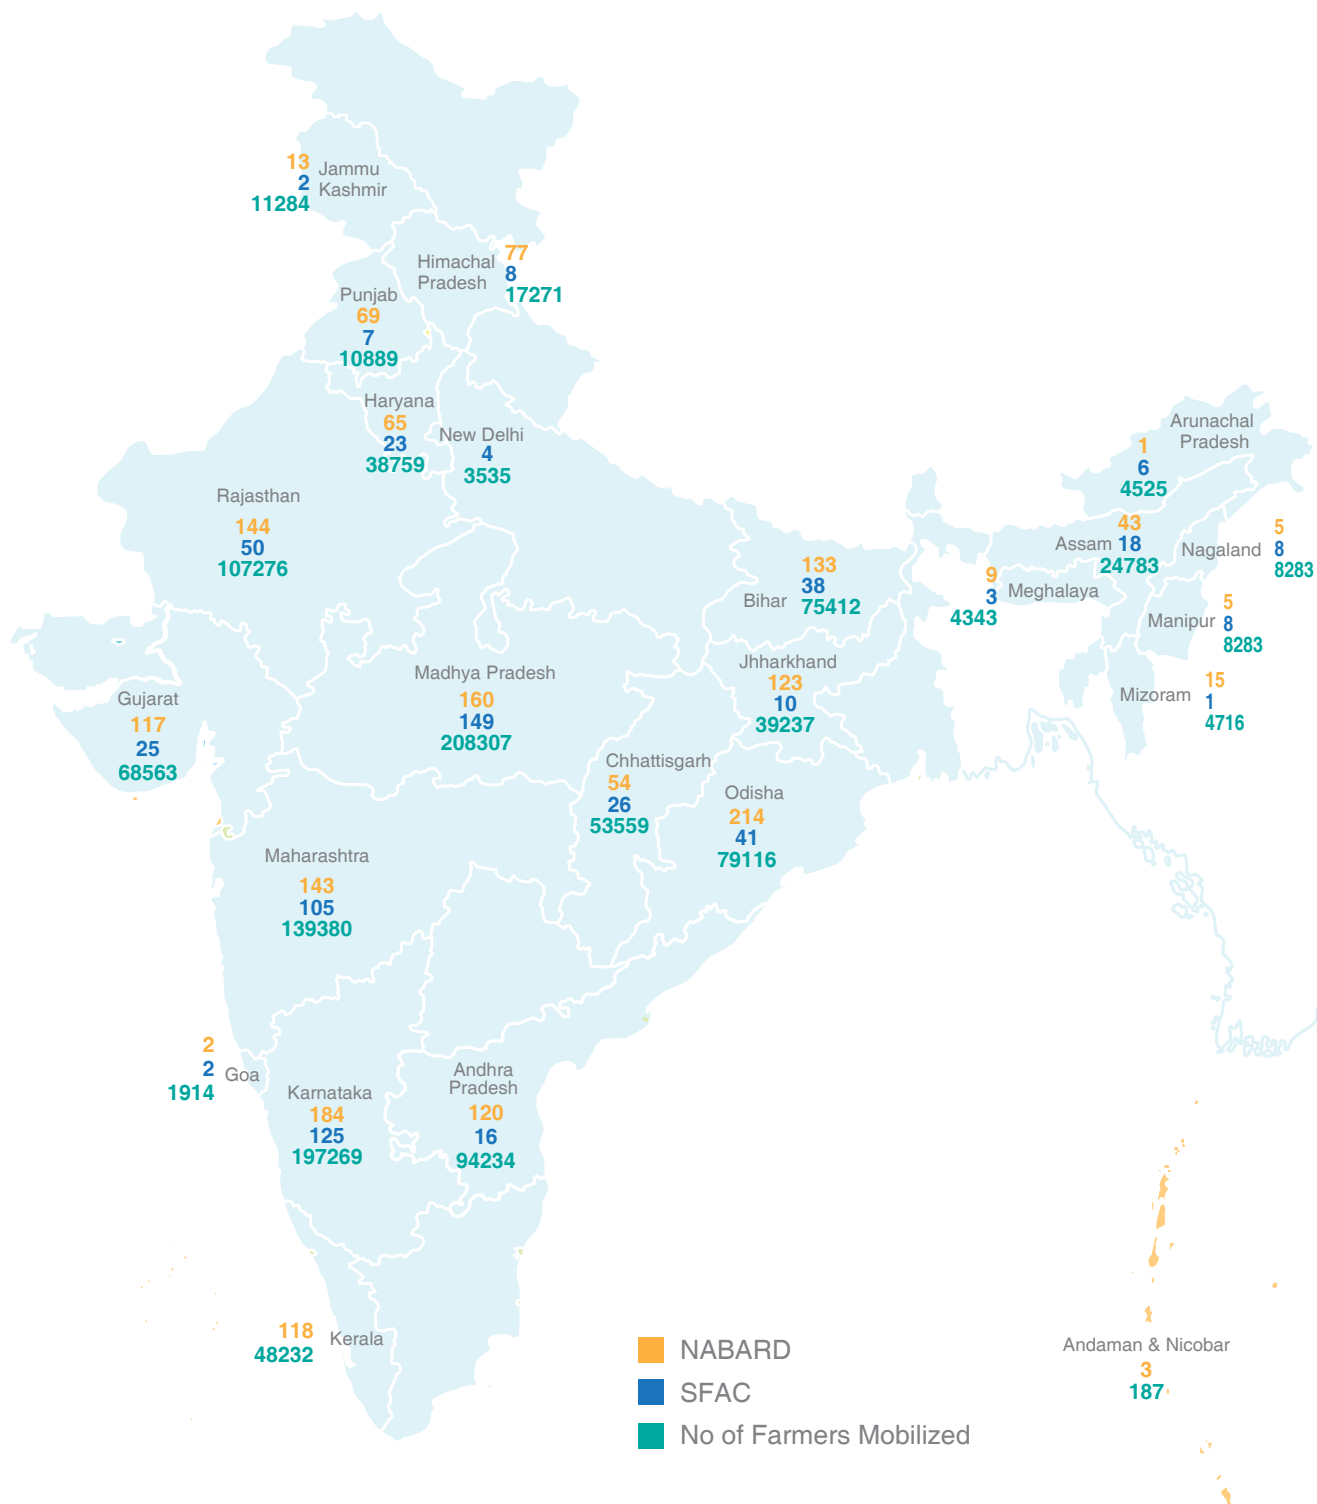 13
2
11284
Jammu
Kashmir
Himachal
Pradesh
77
8
17271
Punjab
69
7
10889
Haryana
65
23
38759
New Delhi
4
3535
Rajasthan
144
50
107276
Arunachal
Pradesh
1
6
4525
Assam
43
18
24783
Nagaland
5
8
8283
Bihar
133
38
75412
9
3
4343
Meghalaya
Manipur
5
8
8283
Mizoram
15
1
4716
Jhharkhand
123
10
39237
Madhya Pradesh
160
149
208307
Gujarat
117
25
68563
Chhattisgarh
54
26
53559
Odisha
214
41
79116
Maharashtra
143
105
139380
2
2
1914
Goa
Karnataka
184
125
197269
Andhra
Pradesh
120
16
94234
118
48232
Kerala
Andaman & Nicobar
3
187
NABARD
SFAC
No of Farmers Mobilized